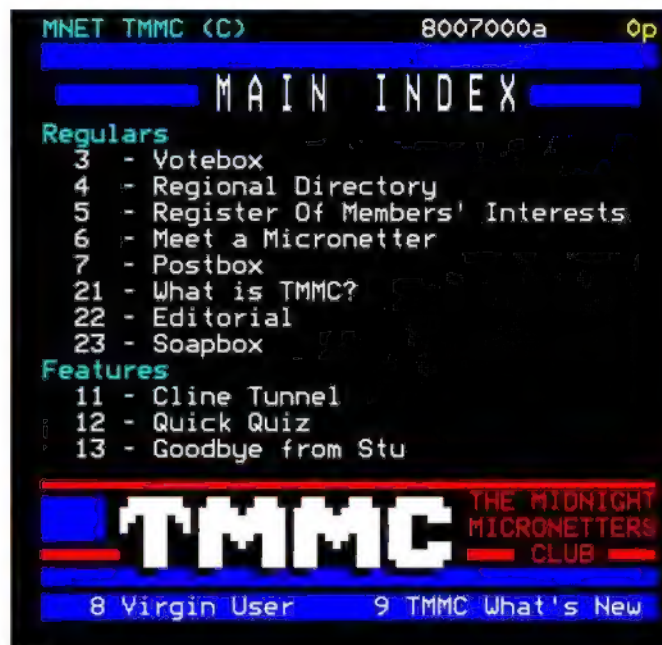 MNET TMMC (C) 8007000a 0p
MAIN INDEX
Regulars
3 - Votebox
4 - Regional Directory
5 - Register Of Members' Interests
6 - Meet a Micronetter
7 - Postbox
21 - What is TMMC?
22 - Editorial
23 - Soapbox
Features
11 - Cline Tunnel
12 - Quick Quiz
13 - Goodbye from Stu
TMMC
THE MIDNIGHT
MICRONETTERS
CLUB
8 Virgin User 9 TMMC What's New